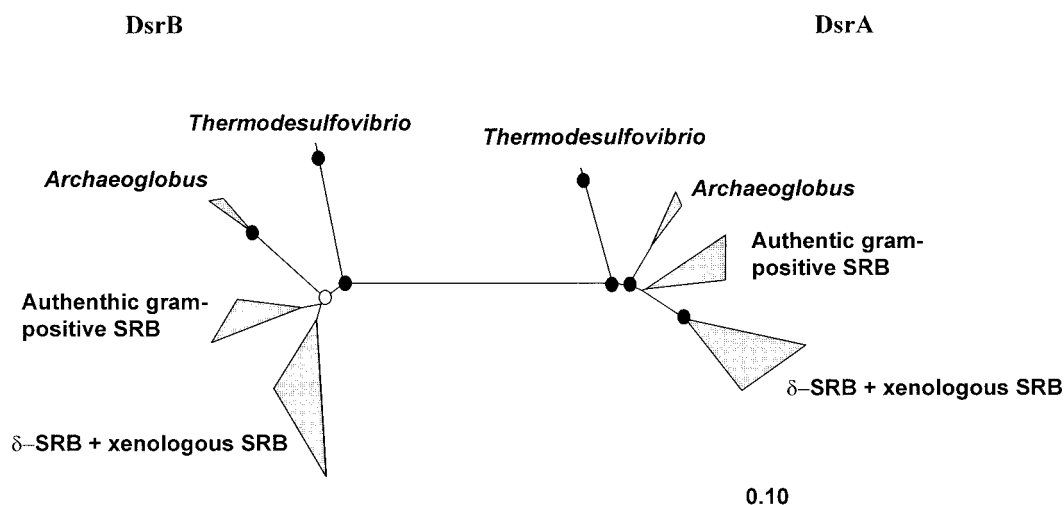 DsrB
DsrA
Thermodesulfovibrio
Archaeoglobus
Authenthic gram-
positive SRB
δ–SRB + xenologous SRB
Thermodesulfovibrio
Archaeoglobus
Authentic gram-
positive SRB
δ–SRB + xenologous SRB
0.10